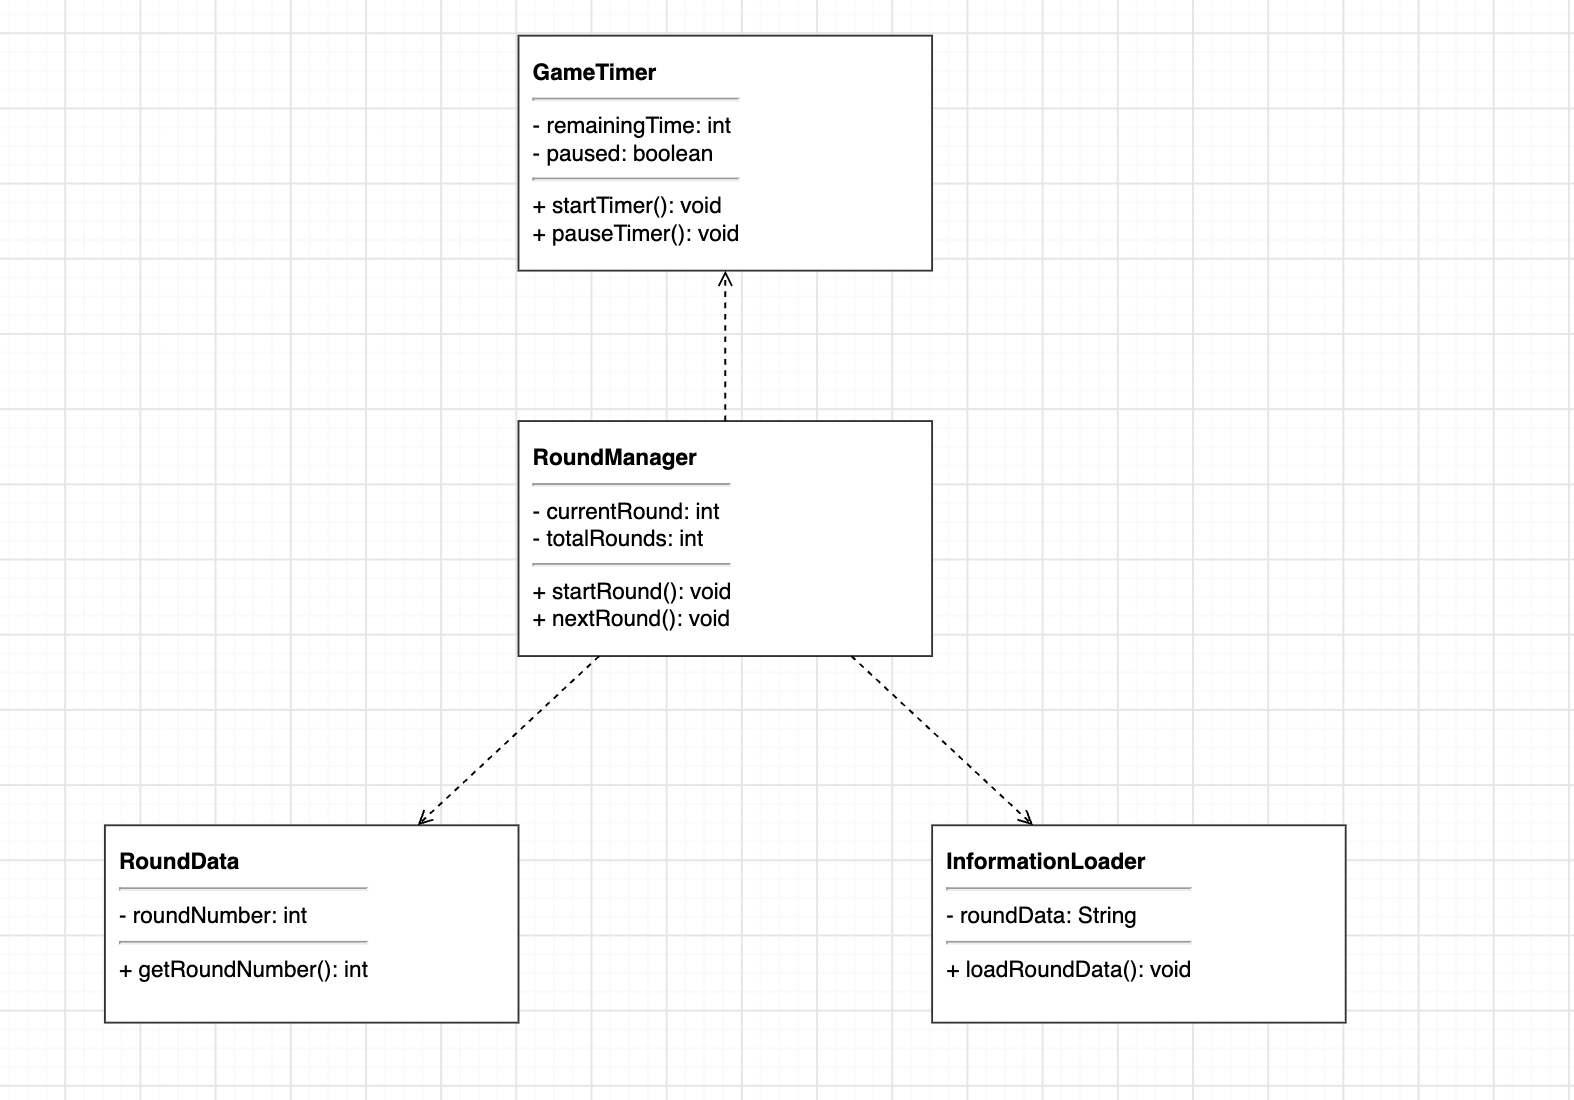 GameTimer
- remainingTime: int
- paused: boolean
+ startTimer(): void
+ pauseTimer(): void
RoundManager
- currentRound: int
- totalRounds: int
+ startRound(): void
+ nextRound(): void
RoundData
- roundNumber: int
+ getRoundNumber(): int
InformationLoader
- roundData: String
+ loadRoundData(): void